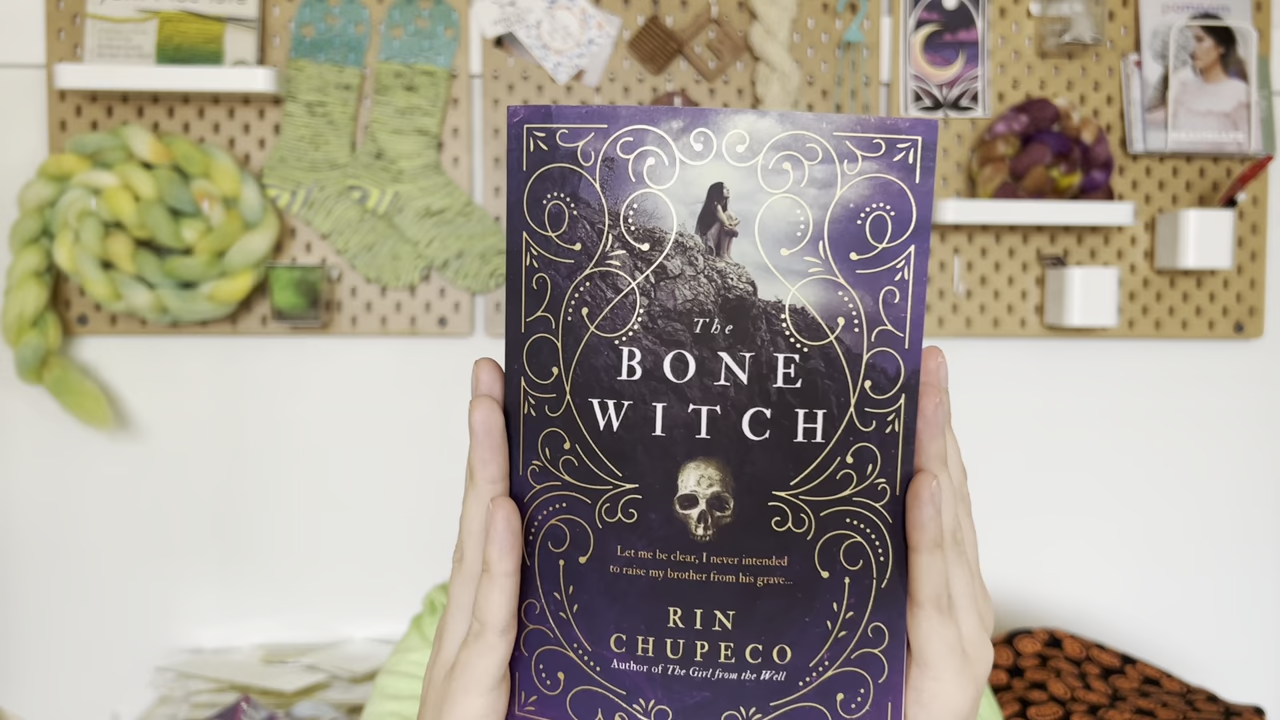 The
BONE
WITCH
Let me be clear, I never intended
to raise my brother from his grave...
RIN
CHUPECO
Author of The Girl from the Well